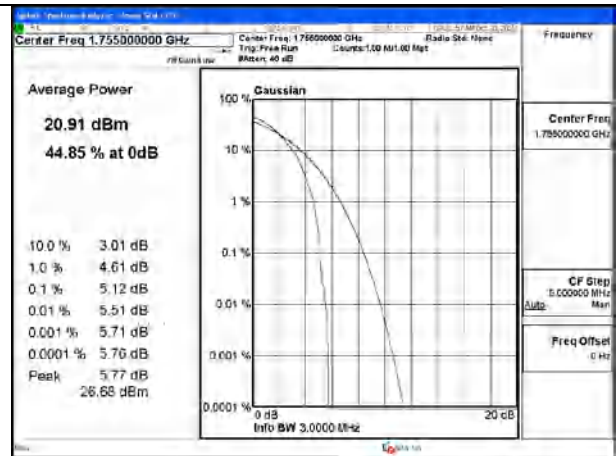 Center Freq 1.755000000 GHz
Center Freq: 1.755000000 GHz
Radio Std: None
Trig: Free Run
Counts:1.00 M/1.00 Mpt
#Atten: 40 dB
Frequency
Average Power
20.91 dBm
44.85 % at 0dB
10.0 % 3.01 dB
1.0 % 4.61 dB
0.1 % 5.12 dB
0.01 % 5.51 dB
0.001 % 5.71 dB
0.0001 % 5.76 dB
Peak 5.77 dB
26.68 dBm
Gaussian
100 %
10 %
1 %
0.1 %
0.01 %
0.001 %
0.0001 %
0 dB
20 dB
Info BW 3.0000 MHz
Center Freq
1.755000000 GHz
CF Step
5.000000 MHz
Auto Man
Freq Offset
0 Hz